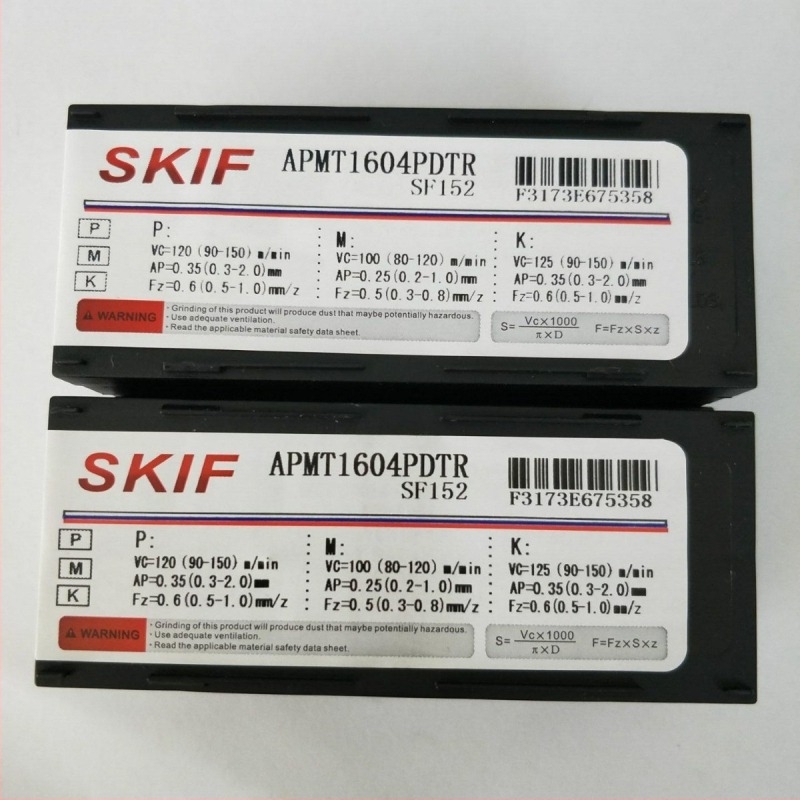 SKIF APMT1604PDTR
SF152 F3173E675358
P P: : M: : K:
M VC=120 (90-150) m/min : VC=100 (80-120) m/min : VC=125 (90-150) m/min
AP=0.35(0.3-2.0)mm : AP=0.25(0.2-1.0)mm : AP=0.35(0.3-2.0)mm
K Fz=0.6(0.5-1.0)mm/z : Fz=0.5(0.3-0.8)mm/z : Fz=0.6(0.5-1.0)mm/z
WARNING
· Grinding of this product will produce dust that maybe potentially hazardous.
· Use adequate ventilation.
· Read the applicable material safety data sheet.
S= Vc×1000 / π×D F=Fz×S×z
SKIF APMT1604PDTR
SF152 F3173E675358
P P: : M: : K:
M VC=120 (90-150) m/min : VC=100 (80-120) m/min : VC=125 (90-150) m/min
AP=0.35(0.3-2.0)mm : AP=0.25(0.2-1.0)mm : AP=0.35(0.3-2.0)mm
K Fz=0.6(0.5-1.0)mm/z : Fz=0.5(0.3-0.8)mm/z : Fz=0.6(0.5-1.0)mm/z
WARNING
· Grinding of this product will produce dust that maybe potentially hazardous.
· Use adequate ventilation.
· Read the applicable material safety data sheet.
S= Vc×1000 / π×D F=Fz×S×z